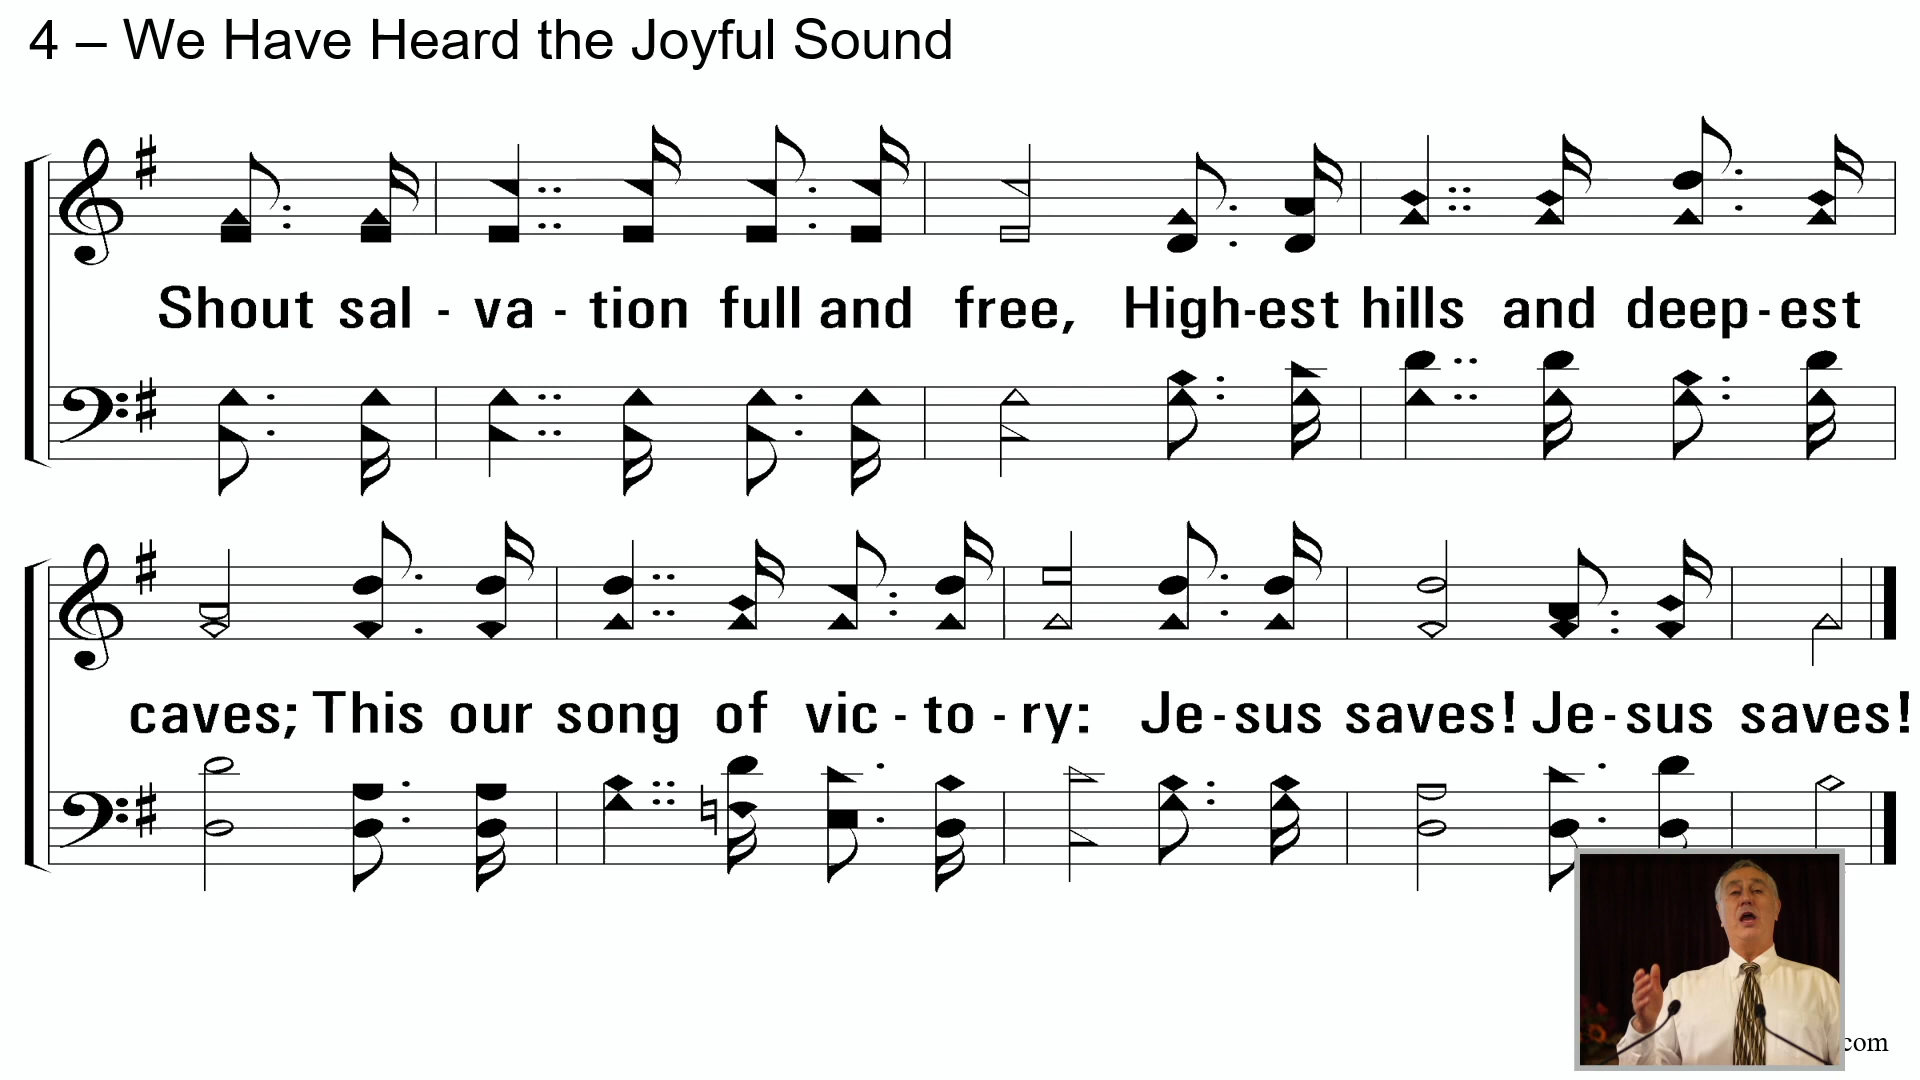 4 – We Have Heard the Joyful Sound
Shout sal - va - tion full and free, High-est hills and deep-est
caves; This our song of vic - to - ry: Je-sus saves! Je-sus saves!
com